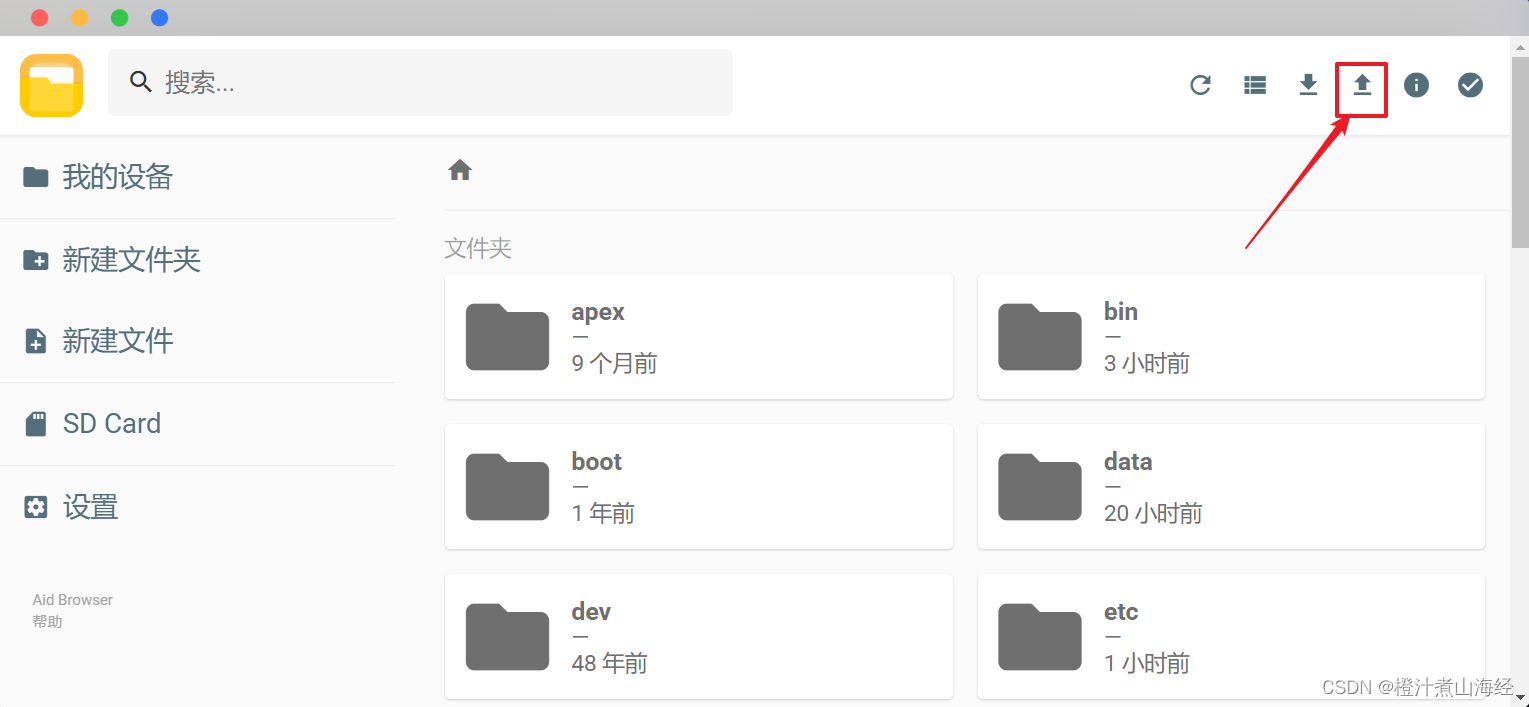 搜索...
我的设备
新建文件夹
新建文件
SD Card
设置
Aid Browser
帮助
文件夹
apex
—
9 个月前
bin
—
3 小时前
boot
—
1 年前
data
—
20 小时前
dev
—
48 年前
etc
—
1 小时前
CSDN @橙汁煮山海经